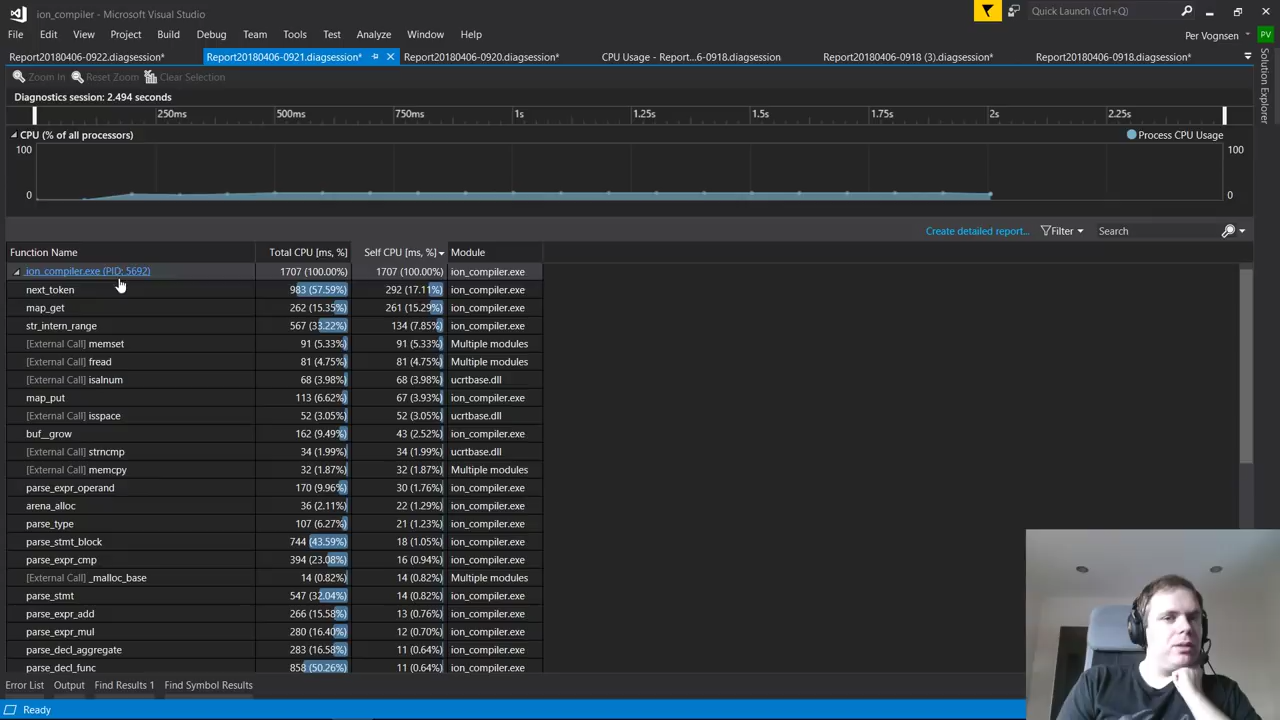 ion_compiler - Microsoft Visual Studio
Quick Launch (Ctrl+Q)
File Edit View Project Build Debug Team Tools Test Analyze Window Help
Per Vognsen PV
Report20180406-0922.diagsession* Report20180406-0921.diagsession* Report20180406-0920.diagsession* CPU Usage - Report...6-0918.diagsession Report20180406-0918 (3).diagsession* Report20180406-0918.diagsession*
Solution Explorer
Zoom In Reset Zoom Clear Selection
Diagnostics session: 2.494 seconds
250ms 500ms 750ms 1s 1.25s 1.5s 1.75s 2s 2.25s
CPU (% of all processors) Process CPU Usage
100 100
0 0
Create detailed report... Filter Search
Function Name Total CPU [ms, %] Self CPU [ms, %] Module
ion_compiler.exe (PID: 5692) 1707 (100.00%) 1707 (100.00%) ion_compiler.exe
next_token 983 (57.59%) 292 (17.11%) ion_compiler.exe
map_get 262 (15.35%) 261 (15.29%) ion_compiler.exe
str_intern_range 567 (33.22%) 134 (7.85%) ion_compiler.exe
[External Call] memset 91 (5.33%) 91 (5.33%) Multiple modules
[External Call] fread 81 (4.75%) 81 (4.75%) Multiple modules
[External Call] isalnum 68 (3.98%) 68 (3.98%) ucrtbase.dll
map_put 113 (6.62%) 67 (3.93%) ion_compiler.exe
[External Call] isspace 52 (3.05%) 52 (3.05%) ucrtbase.dll
buf__grow 162 (9.49%) 43 (2.52%) ion_compiler.exe
[External Call] strncmp 34 (1.99%) 34 (1.99%) ucrtbase.dll
[External Call] memcpy 32 (1.87%) 32 (1.87%) Multiple modules
parse_expr_operand 170 (9.96%) 30 (1.76%) ion_compiler.exe
arena_alloc 36 (2.11%) 22 (1.29%) ion_compiler.exe
parse_type 107 (6.27%) 21 (1.23%) ion_compiler.exe
parse_stmt_block 744 (43.59%) 18 (1.05%) ion_compiler.exe
parse_expr_cmp 394 (23.08%) 16 (0.94%) ion_compiler.exe
[External Call] _malloc_base 14 (0.82%) 14 (0.82%) Multiple modules
parse_stmt 547 (32.04%) 14 (0.82%) ion_compiler.exe
parse_expr_add 266 (15.58%) 13 (0.76%) ion_compiler.exe
parse_expr_mul 280 (16.40%) 12 (0.70%) ion_compiler.exe
parse_decl_aggregate 283 (16.58%) 11 (0.64%) ion_compiler.exe
parse_decl_func 858 (50.26%) 11 (0.64%) ion_compiler.exe
Error List Output Find Results 1 Find Symbol Results
Ready